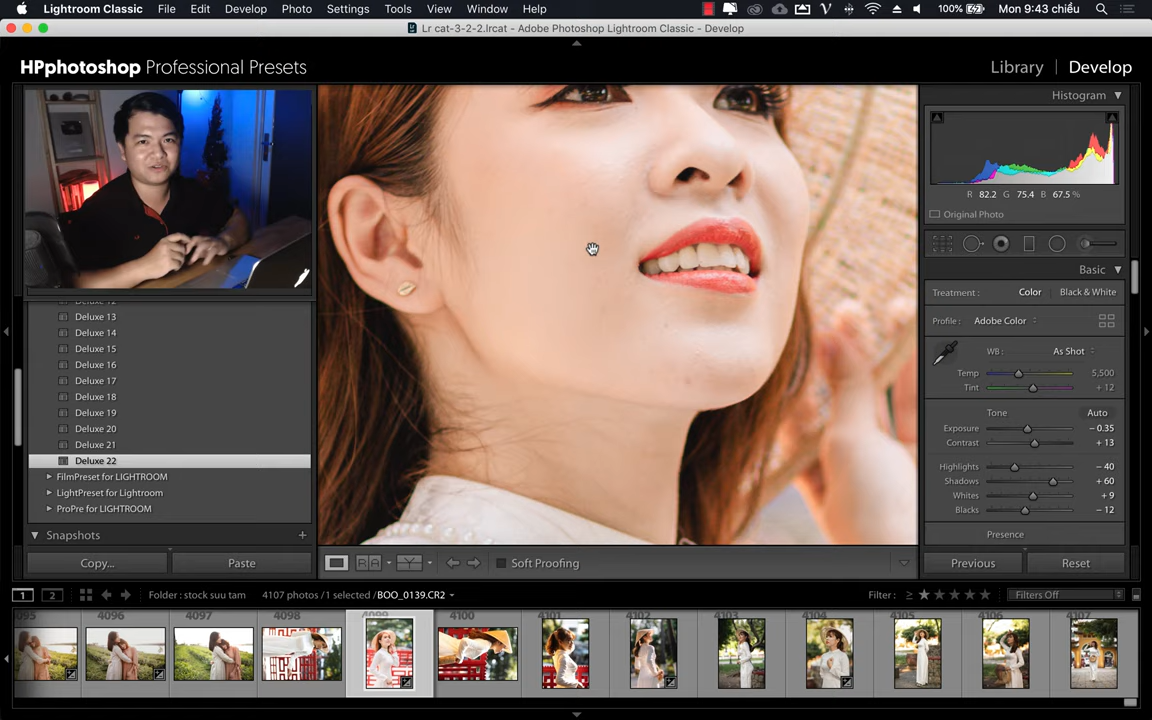 Lightroom Classic File Edit Develop Photo Settings Tools View Window Help 100% Mon 9:43 chiều
Lr cat-3-2-2.lrcat - Adobe Photoshop Lightroom Classic - Develop
HPphotoshop Professional Presets Library | Develop
Histogram
R 82.2 G 75.4 B 67.5 %
Original Photo
Basic
Treatment : Color Black & White
Profile : Adobe Color
WB : As Shot
Temp 5,500
Tint + 12
Tone Auto
Exposure − 0.35
Contrast + 13
Highlights − 40
Shadows + 60
Whites + 9
Blacks − 12
Presence
Deluxe 12
Deluxe 13
Deluxe 14
Deluxe 15
Deluxe 16
Deluxe 17
Deluxe 18
Deluxe 19
Deluxe 20
Deluxe 21
Deluxe 22
FilmPreset for LIGHTROOM
LightPreset for Lightroom
ProPre for LIGHTROOM
Snapshots +
Copy... Paste Soft Proofing Previous Reset
1 2 Folder : stock suu tam 4107 photos / 1 selected / BOO_0139.CR2 Filter : Filters Off
4096 4097 4098 4099 4100 4101 4102 4103 4104 4105 4106 4107